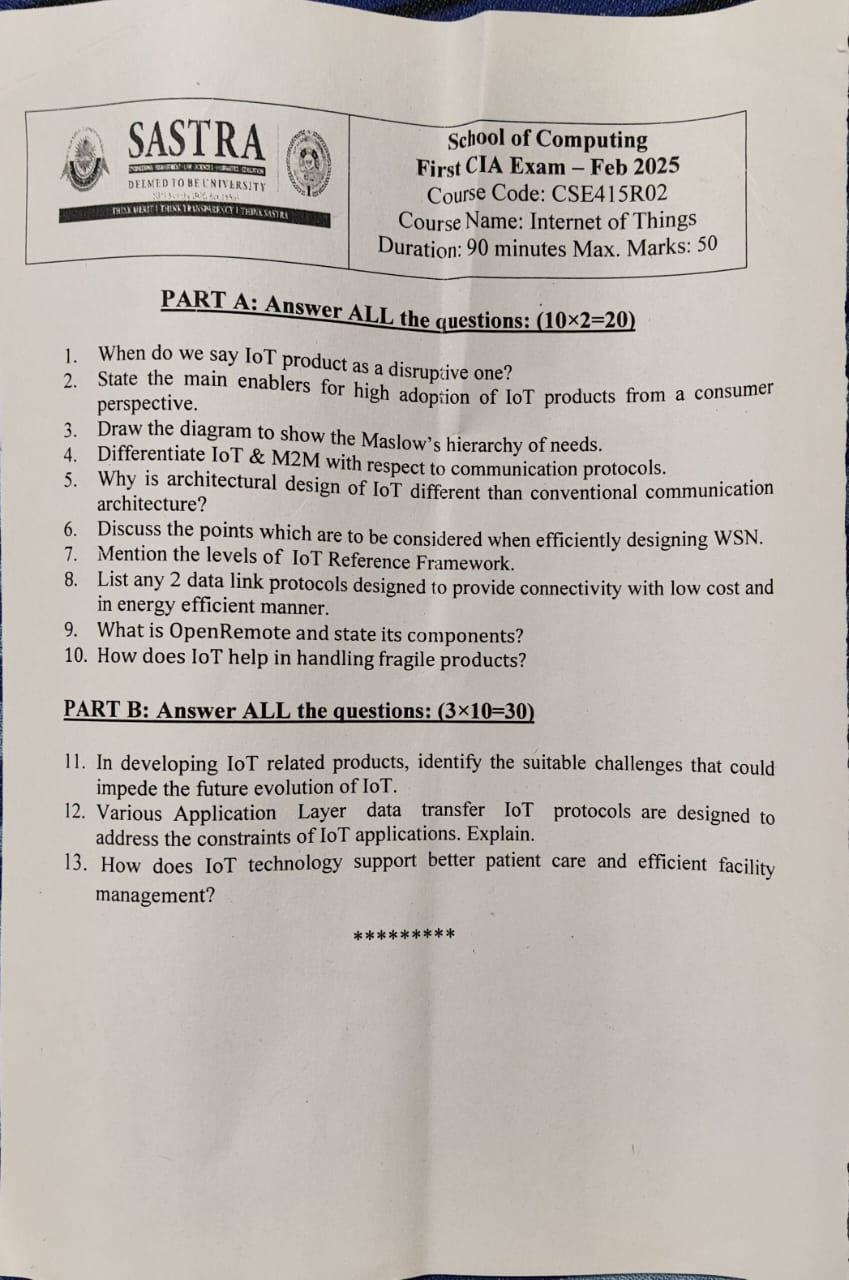 SASTRA
ENGINEERING · MANAGEMENT · LAW · SCIENCES · HUMANITIES · EDUCATION
DEEMED TO BE UNIVERSITY
THINK MERIT | THINK TRANSPARENCY | THINK SASTRA
School of Computing
First CIA Exam – Feb 2025
Course Code: CSE415R02
Course Name: Internet of Things
Duration: 90 minutes Max. Marks: 50
PART A: Answer ALL the questions: (10×2=20)
1. When do we say IoT product as a disruptive one?
2. State the main enablers for high adoption of IoT products from a consumer
perspective.
3. Draw the diagram to show the Maslow's hierarchy of needs.
4. Differentiate IoT & M2M with respect to communication protocols.
5. Why is architectural design of IoT different than conventional communication
architecture?
6. Discuss the points which are to be considered when efficiently designing WSN.
7. Mention the levels of IoT Reference Framework.
8. List any 2 data link protocols designed to provide connectivity with low cost and
in energy efficient manner.
9. What is OpenRemote and state its components?
10. How does IoT help in handling fragile products?
PART B: Answer ALL the questions: (3×10=30)
11. In developing IoT related products, identify the suitable challenges that could
impede the future evolution of IoT.
12. Various Application Layer data transfer IoT protocols are designed to
address the constraints of IoT applications. Explain.
13. How does IoT technology support better patient care and efficient facility
management?
*********